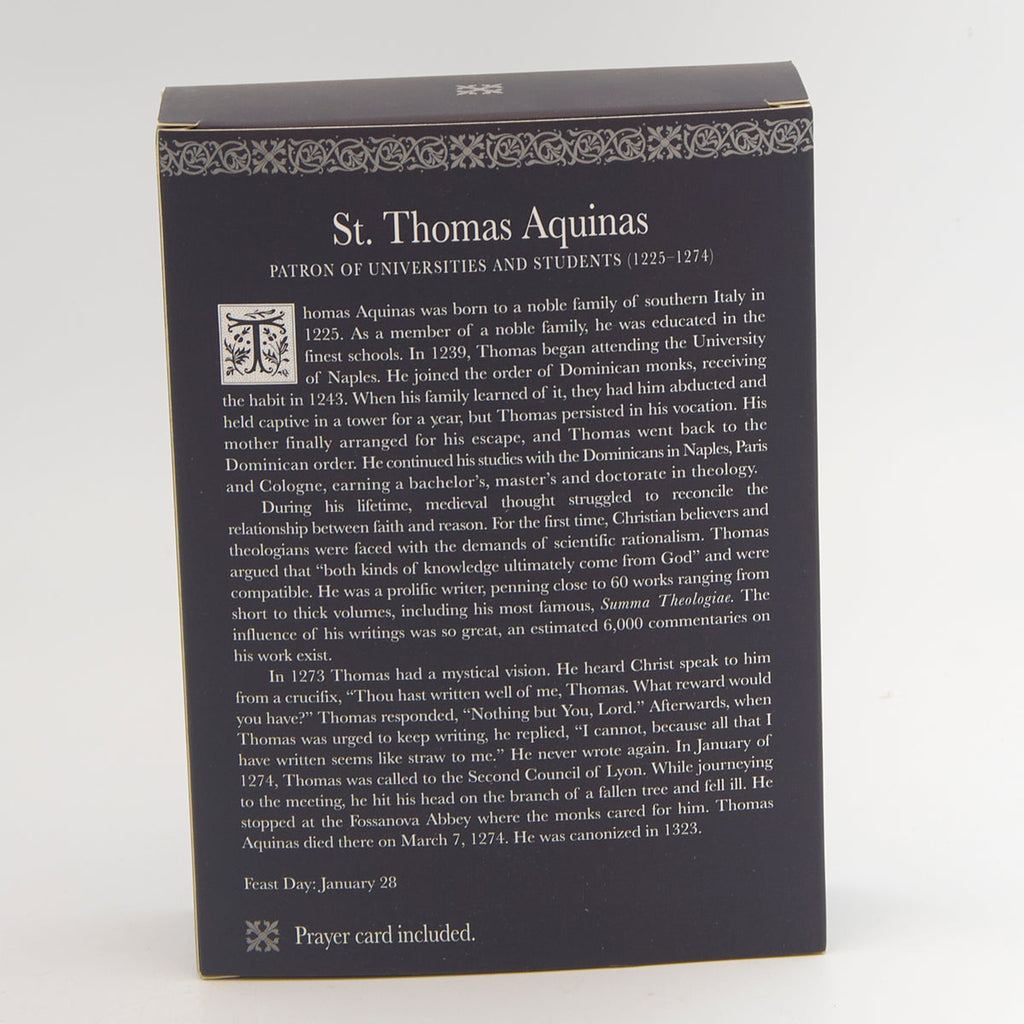 St. Thomas Aquinas
PATRON OF UNIVERSITIES AND STUDENTS (1225–1274)
Thomas Aquinas was born to a noble family of southern Italy in
1225. As a member of a noble family, he was educated in the
finest schools. In 1239, Thomas began attending the University
of Naples. He joined the order of Dominican monks, receiving
the habit in 1243. When his family learned of it, they had him abducted and
held captive in a tower for a year, but Thomas persisted in his vocation. His
mother finally arranged for his escape, and Thomas went back to the
Dominican order. He continued his studies with the Dominicans in Naples, Paris
and Cologne, earning a bachelor’s, master’s and doctorate in theology.
During his lifetime, medieval thought struggled to reconcile the
relationship between faith and reason. For the first time, Christian believers and
theologians were faced with the demands of scientific rationalism. Thomas
argued that “both kinds of knowledge ultimately come from God” and were
compatible. He was a prolific writer, penning close to 60 works ranging from
short to thick volumes, including his most famous, Summa Theologiae. The
influence of his writings was so great, an estimated 6,000 commentaries on
his work exist.
In 1273 Thomas had a mystical vision. He heard Christ speak to him
from a crucifix, “Thou hast written well of me, Thomas. What reward would
you have?” Thomas responded, “Nothing but You, Lord.” Afterwards, when
Thomas was urged to keep writing, he replied, “I cannot, because all that I
have written seems like straw to me.” He never wrote again. In January of
1274, Thomas was called to the Second Council of Lyon. While journeying
to the meeting, he hit his head on the branch of a fallen tree and fell ill. He
stopped at the Fossanova Abbey where the monks cared for him. Thomas
Aquinas died there on March 7, 1274. He was canonized in 1323.
Feast Day: January 28
Prayer card included.